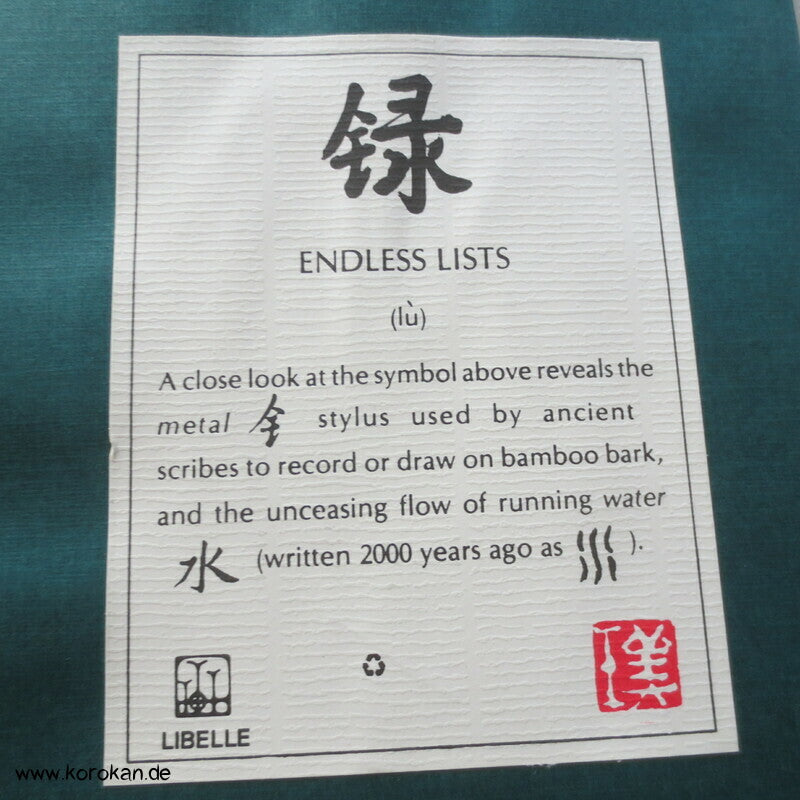 録
ENDLESS LISTS
(lù)
A close look at the symbol above reveals the
metal 金 stylus used by ancient
scribes to record or draw on bamboo bark,
and the unceasing flow of running water
水 (written 2000 years ago as ).
LIBELLE
www.korokan.de